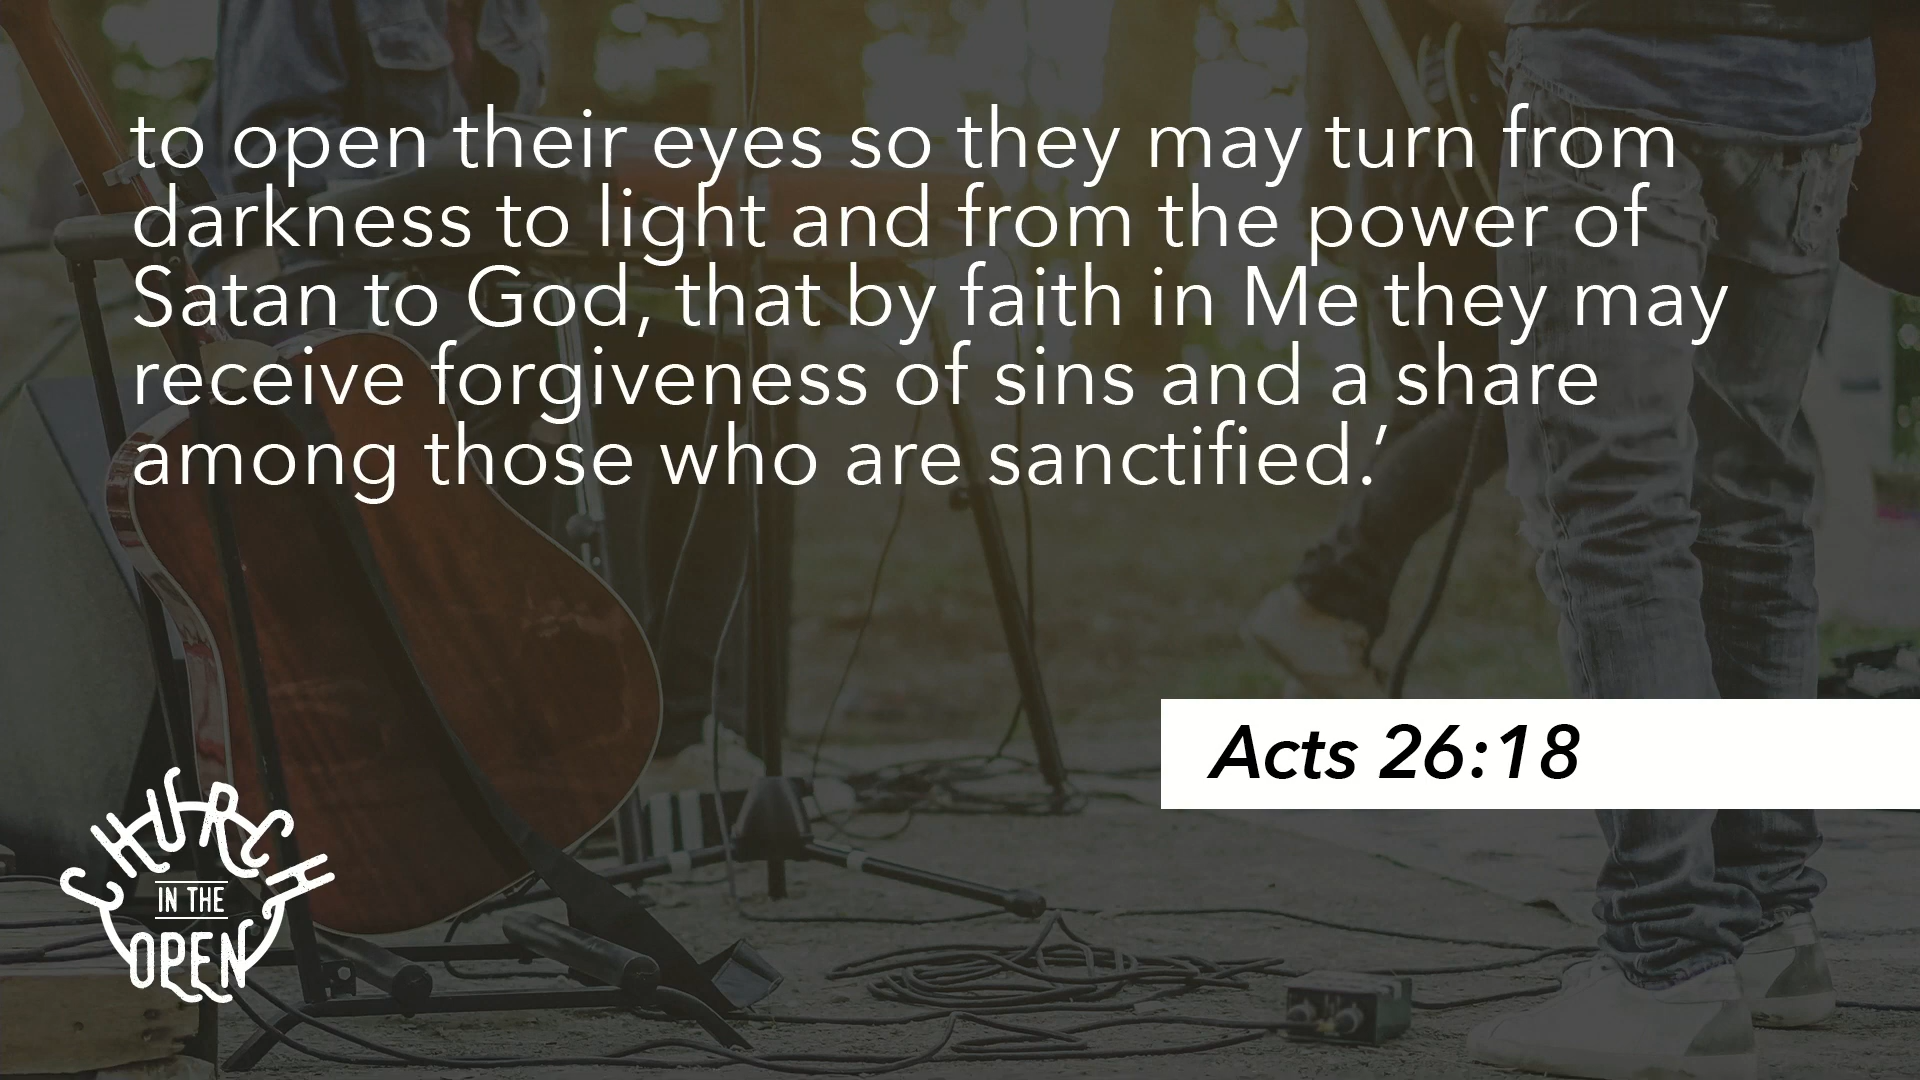 to open their eyes so they may turn from
darkness to light and from the power of
Satan to God, that by faith in Me they may
receive forgiveness of sins and a share
among those who are sanctified.’
Acts 26:18
CHURCH
IN THE
OPEN